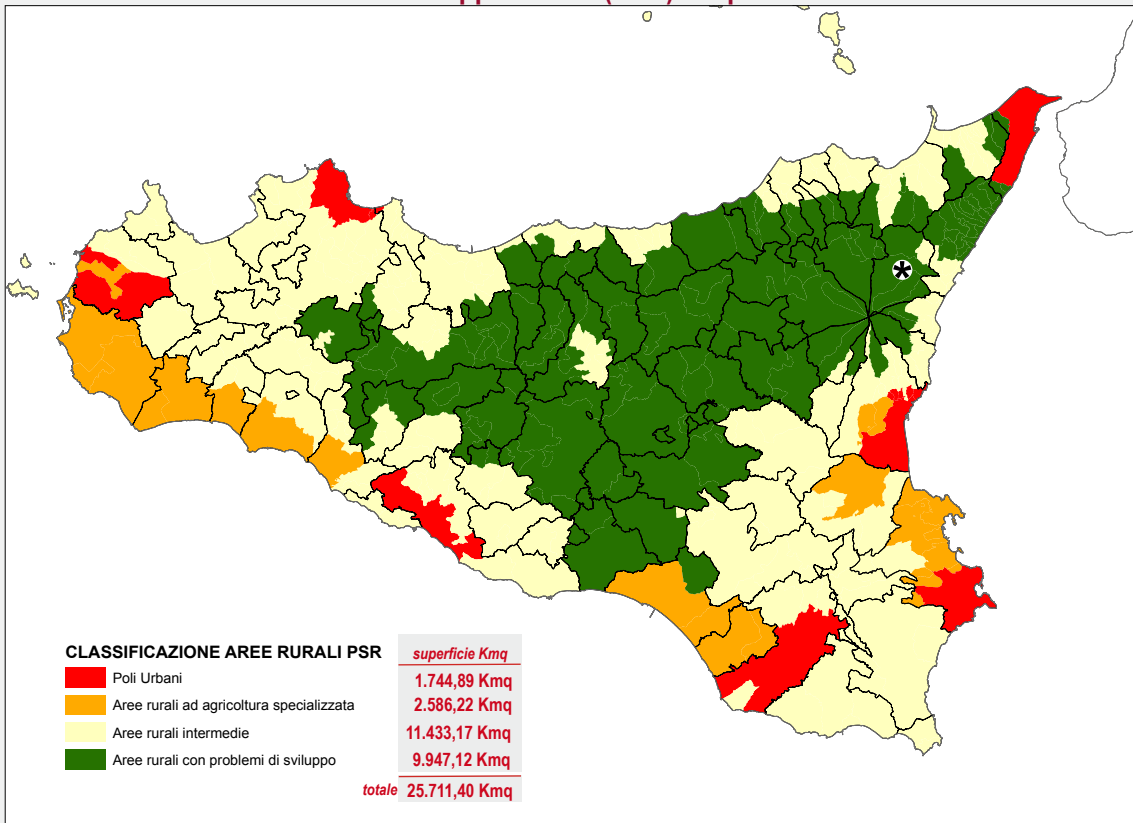 CLASSIFICAZIONE AREE RURALI PSR superficie Kmq
Poli Urbani 1.744,89 Kmq
Aree rurali ad agricoltura specializzata 2.586,22 Kmq
Aree rurali intermedie 11.433,17 Kmq
Aree rurali con problemi di sviluppo 9.947,12 Kmq
totale 25.711,40 Kmq
*